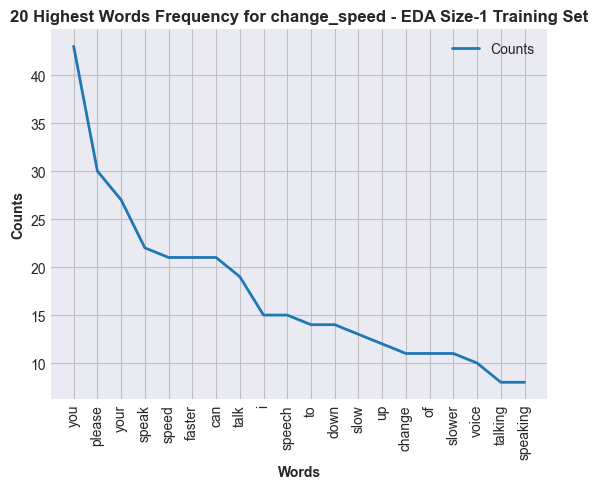 20 Highest Words Frequency for change_speed - EDA Size-1 Training Set
Counts
40
35
30
25
20
15
10
Counts
you
please
your
speak
speed
faster
can
talk
i
speech
to
down
slow
up
change
of
slower
voice
talking
speaking
Words